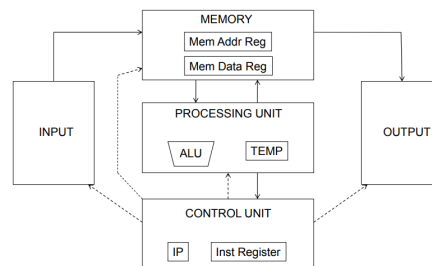 MEMORY
Mem Addr Reg
Mem Data Reg
INPUT
PROCESSING UNIT
ALU
TEMP
OUTPUT
CONTROL UNIT
IP
Inst Register